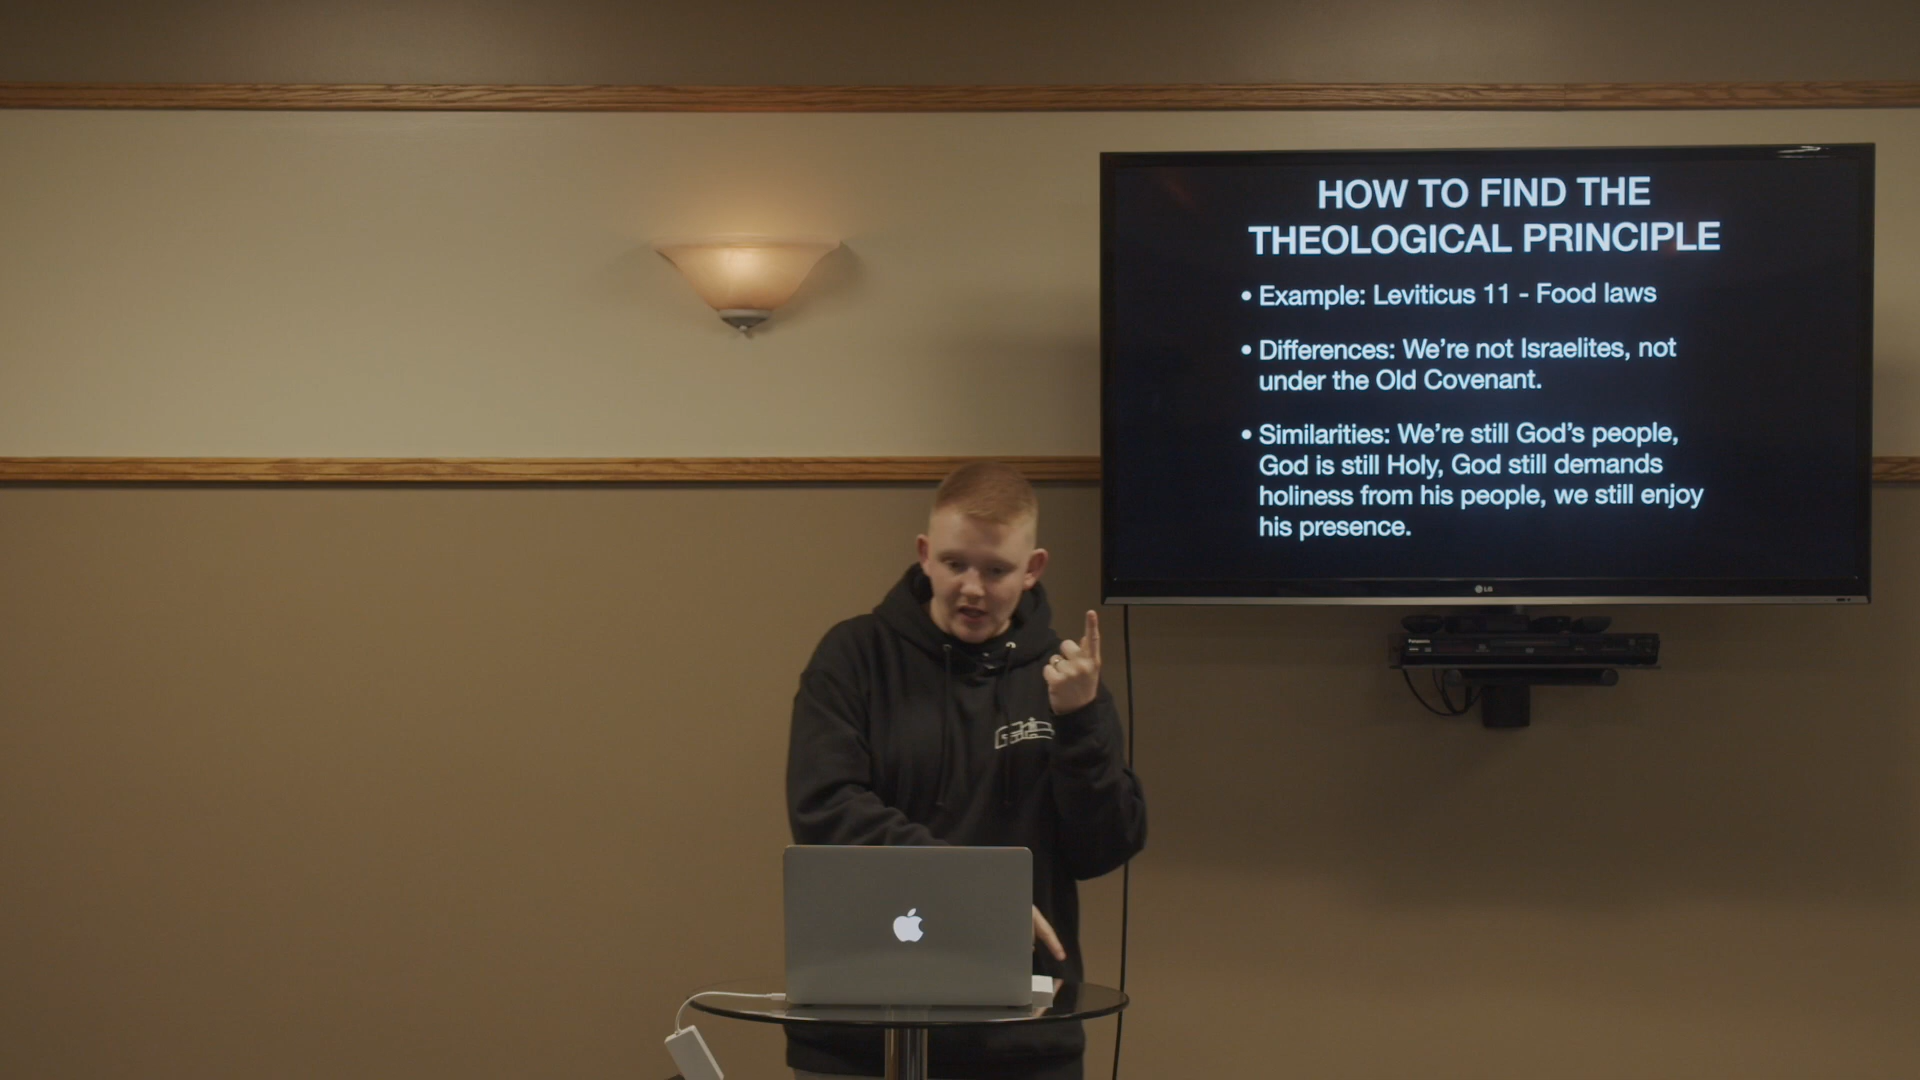 HOW TO FIND THE
THEOLOGICAL PRINCIPLE
• Example: Leviticus 11 - Food laws
• Differences: We’re not Israelites, not
under the Old Covenant.
• Similarities: We’re still God’s people,
God is still Holy, God still demands
holiness from his people, we still enjoy
his presence.
LG
Panasonic